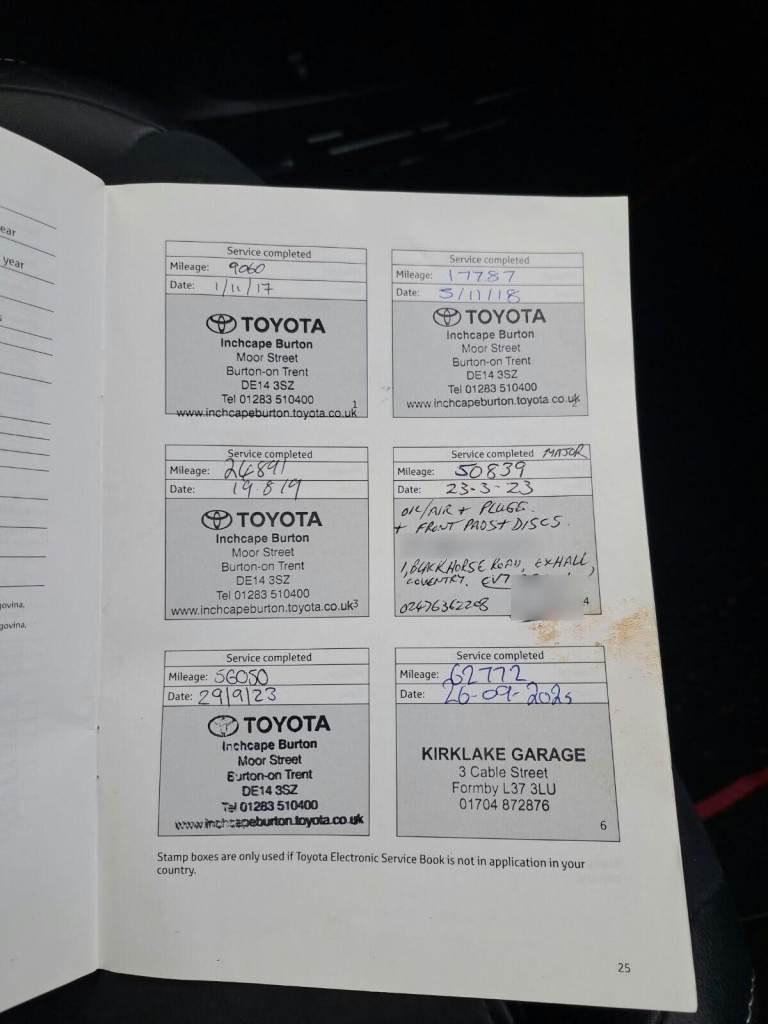 ear
year
ovina,
govina.
Service completed
Mileage: 9060
Date: 1/11/17
TOYOTA
Inchcape Burton
Moor Street
Burton-on Trent
DE14 3SZ
Tel 01283 510400
1
www.inchcapeburton.toyota.co.uk
Service completed
Mileage: 17787
Date: 5/11/18
TOYOTA
Inchcape Burton
Moor Street
Burton-on Trent
DE14 3SZ
Tel 01283 510400
www.inchcapeburton.toyota.co.uk
2
Service completed
Mileage: 24891
Date: 19.8/19
TOYOTA
Inchcape Burton
Moor Street
Burton-on Trent
DE14 3SZ
Tel 01283 510400
www.inchcapeburton.toyota.co.uk 3
Service completed MAJOR
Mileage: 50839
Date: 23-3-23
OIL/AIR + PLUGS.
+ FRONT PADS + DISCS.
1, BLACKHORSE ROAD, EXHALL,
COVENTRY. CV7
02476362208
4
Service completed
Mileage: 56050
Date: 29/9/23
TOYOTA
Inchcape Burton
Moor Street
Burton-on Trent
DE14 3SZ
Tel 01283 510400
www.inchcapeburton.toyota.co.uk
Service completed
Mileage: 62772
Date: 26-09-
KIRKLAKE GARAGE
3 Cable Street
Formby L37 3LU
01704 872876
6
Stamp boxes are only used if Toyota Electronic Service Book is not in application in your
country.
25